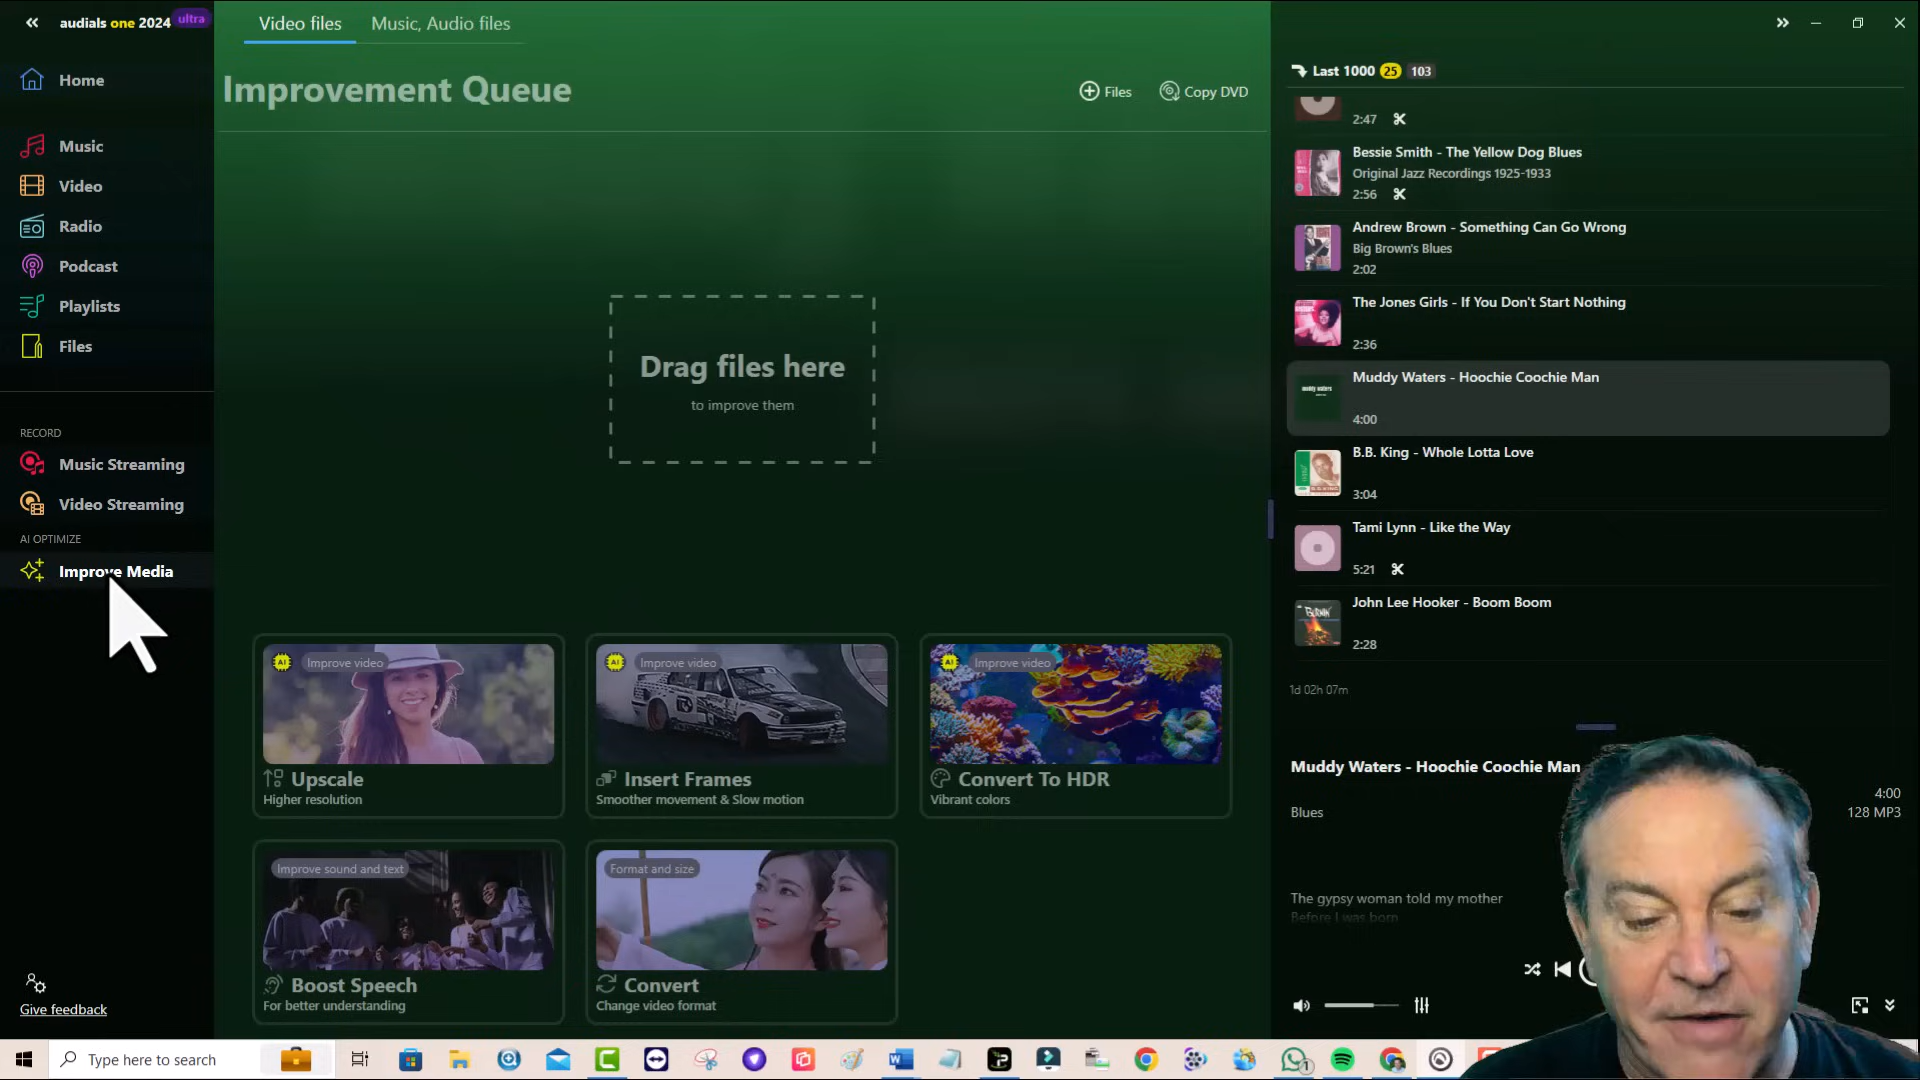 audials one 2024 ultra
Home
Music
Video
Radio
Podcast
Playlists
Files
RECORD
Music Streaming
Video Streaming
AI OPTIMIZE
Improve Media
Give feedback
Video files
Music, Audio files
Improvement Queue
Files
Copy DVD
Drag files here
to improve them
AI Improve video
Upscale
Higher resolution
AI Improve video
Insert Frames
Smoother movement & Slow motion
AI Improve video
Convert To HDR
Vibrant colors
Improve sound and text
Boost Speech
For better understanding
Format and size
Convert
Change video format
Last 1000 25 103
2:47
Bessie Smith - The Yellow Dog Blues
Original Jazz Recordings 1925-1933
2:56
Andrew Brown - Something Can Go Wrong
Big Brown's Blues
2:02
The Jones Girls - If You Don't Start Nothing
2:36
Muddy Waters - Hoochie Coochie Man
4:00
B.B. King - Whole Lotta Love
3:04
Tami Lynn - Like the Way
5:21
John Lee Hooker - Boom Boom
2:28
1d 02h 07m
Muddy Waters - Hoochie Coochie Man
4:00
Blues
128 MP3
The gypsy woman told my mother
Before I was born
Type here to search